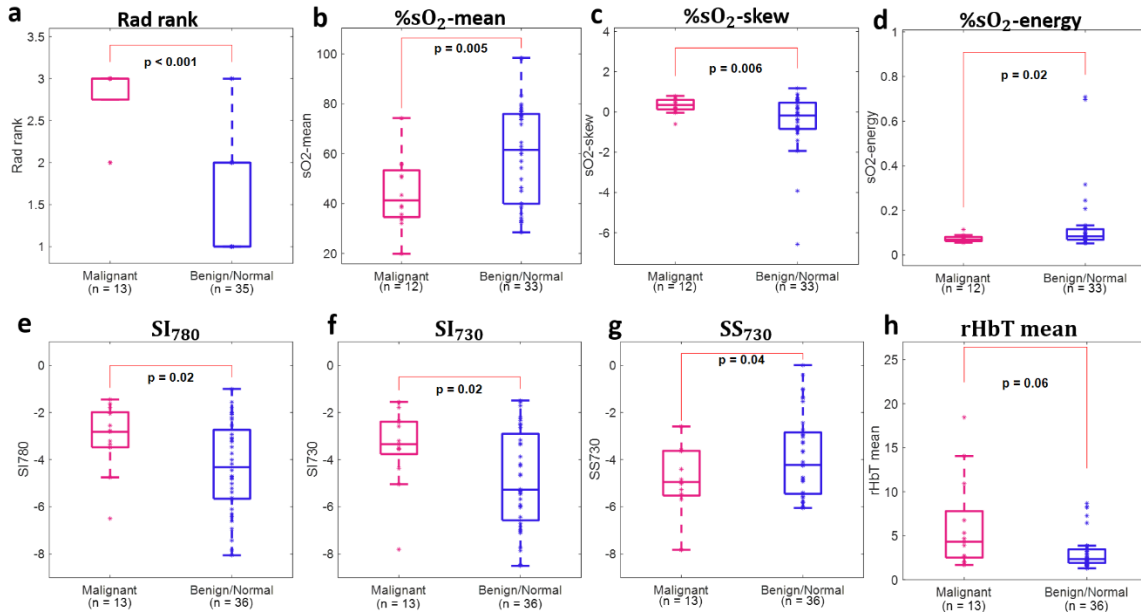 a
Rad rank
p < 0.001
Rad rank
3.5
3
2.5
2
1.5
1
Malignant
(n = 13)
Benign/Normal
(n = 35)
b
%sO₂-mean
p = 0.005
sO2-mean
100
80
60
40
20
Malignant
(n = 12)
Benign/Normal
(n = 33)
c
%sO₂-skew
p = 0.006
sO2-skew
4
2
0
-2
-4
-6
Malignant
(n = 12)
Benign/Normal
(n = 33)
d
%sO₂-energy
p = 0.02
sO2-energy
1
0.8
0.6
0.4
0.2
0
Malignant
(n = 12)
Benign/Normal
(n = 33)
e
SI₇₈₀
p = 0.02
SI780
0
-2
-4
-6
-8
Malignant
(n = 13)
Benign/Normal
(n = 36)
f
SI₇₃₀
p = 0.02
SI730
0
-2
-4
-6
-8
Malignant
(n = 13)
Benign/Normal
(n = 36)
g
SS₇₃₀
p = 0.04
SS730
0
-2
-4
-6
-8
Malignant
(n = 13)
Benign/Normal
(n = 36)
h
rHbT mean
p = 0.06
rHbT mean
25
20
15
10
5
0
Malignant
(n = 13)
Benign/Normal
(n = 36)